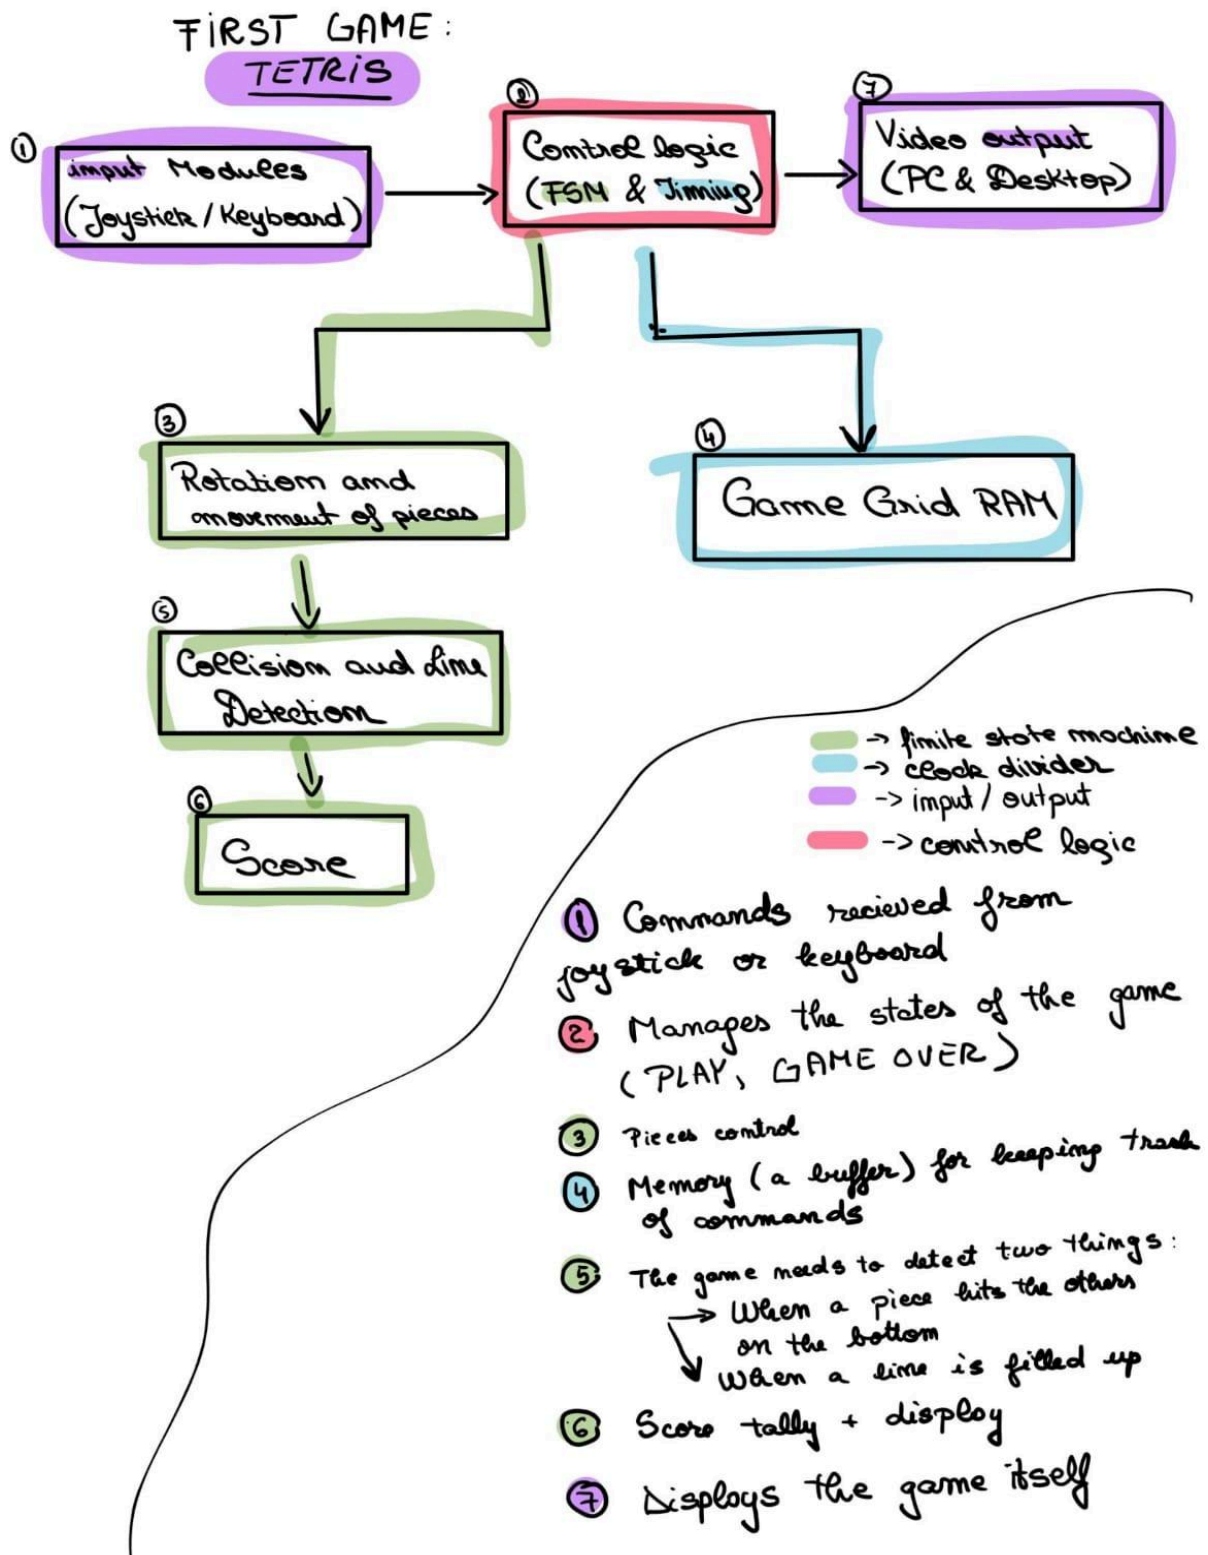 FIRST GAME:
TETRIS
①
input Modules
(Joystick / Keyboard)
②
Control logic
(FSM & Timing)
⑦
Video output
(PC & Desktop)
③
Rotation and
movement of pieces
④
Game Grid RAM
⑤
Collision and Line
Detection
⑥
Score
-> finite state machine
-> clock divider
-> input / output
-> control logic
① Commands recieved from
joystick or keyboard
② Manages the states of the game
(PLAY, GAME OVER)
③ Pieces control
④ Memory (a buffer) for keeping track
of commands
⑤ The game needs to detect two things:
When a piece hits the others
on the bottom
When a line is filled up
⑥ Score tally + display
⑦ Displays the game itself